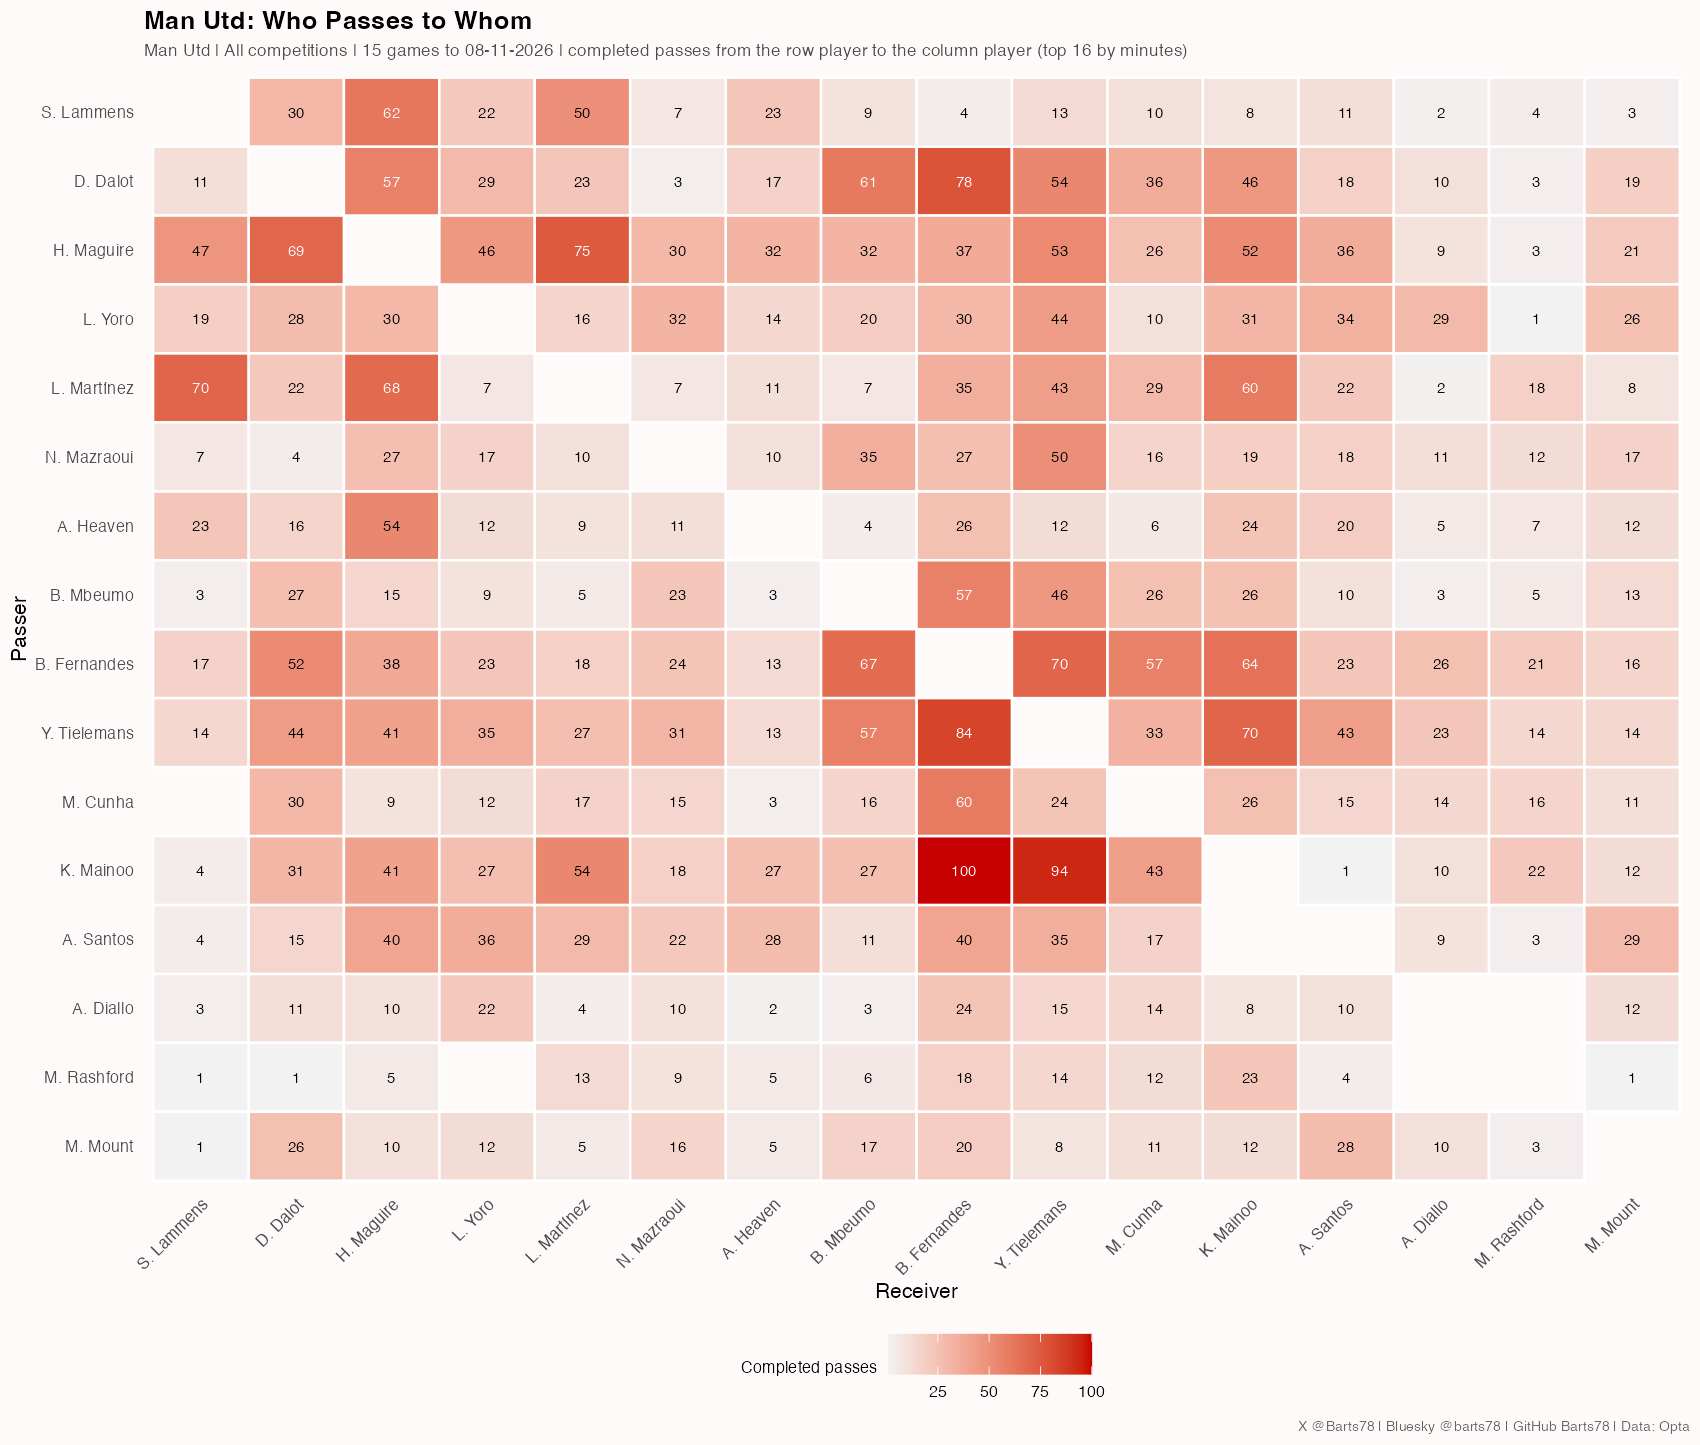 Man Utd: Who Passes to Whom
Man Utd | All competitions | 15 games to 08-11-2026 | completed passes from the row player to the column player (top 16 by minutes)
S. Lammens 30 62 22 50 7 23 9 4 13 10 8 11 2 4 3
D. Dalot 11 57 29 23 3 17 61 78 54 36 46 18 10 3 19
H. Maguire 47 69 46 75 30 32 32 37 53 26 52 36 9 3 21
L. Yoro 19 28 30 16 32 14 20 30 44 10 31 34 29 1 26
L. Martínez 70 22 68 7 7 11 7 35 43 29 60 22 2 18 8
N. Mazraoui 7 4 27 17 10 10 35 27 50 16 19 18 11 12 17
A. Heaven 23 16 54 12 9 11 4 26 12 6 24 20 5 7 12
B. Mbeumo 3 27 15 9 5 23 3 57 46 26 26 10 3 5 13
B. Fernandes 17 52 38 23 18 24 13 67 70 57 64 23 26 21 16
Y. Tielemans 14 44 41 35 27 31 13 57 84 33 70 43 23 14 14
M. Cunha 30 9 12 17 15 3 16 60 24 26 15 14 16 11
K. Mainoo 4 31 41 27 54 18 27 27 100 94 43 1 10 22 12
A. Santos 4 15 40 36 29 22 28 11 40 35 17 9 3 29
A. Diallo 3 11 10 22 4 10 2 3 24 15 14 8 10 12
M. Rashford 1 1 5 13 9 5 6 18 14 12 23 4 1
M. Mount 1 26 10 12 5 16 5 17 20 8 11 12 28 10 3
Passer
S. Lammens D. Dalot H. Maguire L. Yoro L. Martínez N. Mazraoui A. Heaven B. Mbeumo B. Fernandes Y. Tielemans M. Cunha K. Mainoo A. Santos A. Diallo M. Rashford M. Mount
Receiver
Completed passes
25 50 75 100
X @Barts78 | Bluesky @barts78 | GitHub Barts78 | Data: Opta